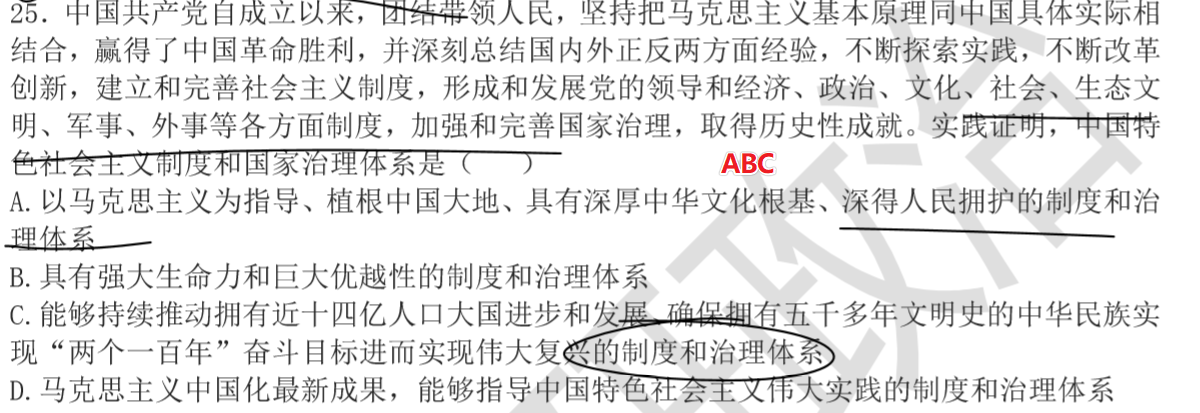 25. 中国共产党自成立以来，团结带领人民，坚持把马克思主义基本原理同中国具体实际相
结合，赢得了中国革命胜利，并深刻总结国内外正反两方面经验，不断探索实践，不断改革
创新，建立和完善社会主义制度，形成和发展党的领导和经济、政治、文化、社会、生态文
明、军事、外事等各方面制度，加强和完善国家治理，取得历史性成就。实践证明，中国特
色社会主义制度和国家治理体系是（　　）
ABC
A. 以马克思主义为指导、植根中国大地、具有深厚中华文化根基、深得人民拥护的制度和治
理体系
B. 具有强大生命力和巨大优越性的制度和治理体系
C. 能够持续推动拥有近十四亿人口大国进步和发展 确保拥有五千多年文明史的中华民族实
现“两个一百年”奋斗目标进而实现伟大复兴的制度和治理体系
D. 马克思主义中国化最新成果，能够指导中国特色社会主义伟大实践的制度和治理体系
政治